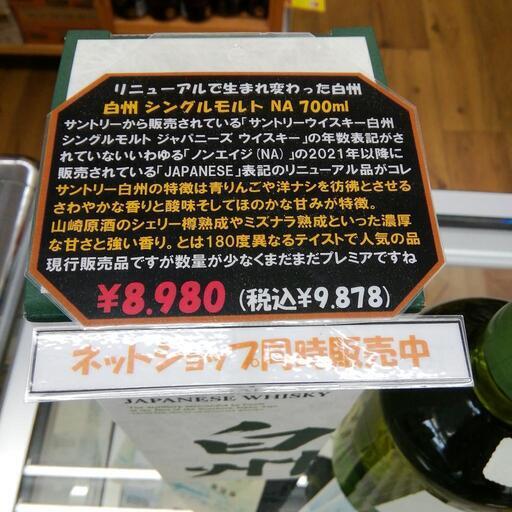 リニューアルで生まれ変わった白州
白州 シングルモルト NA 700ml
サントリーから販売されている「サントリーウイスキー白州
シングルモルト ジャパニーズ ウイスキー」の年数表記がさ
れていないいわゆる「ノンエイジ(NA)」の2021年以降に
販売されている「JAPANESE」表記のリニューアル品がコレ
サントリー白州の特徴は青りんごや洋ナシを彷彿とさせる
さわやかな香りと酸味そしてほのかな甘みが特徴。
山崎原酒のシェリー樽熟成やミズナラ熟成といった濃厚
な甘さと強い香り。とは180度異なるテイストで人気の品
現行販売品ですが数量が少なくまだまだプレミアですね
¥8.980 (税込¥9.878)
ネットショップ同時販売中
JAPANESE WHISKY
白州